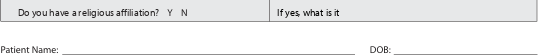 Do you have a religious affiliation? Y N If yes, what is it
Patient Name: DOB: